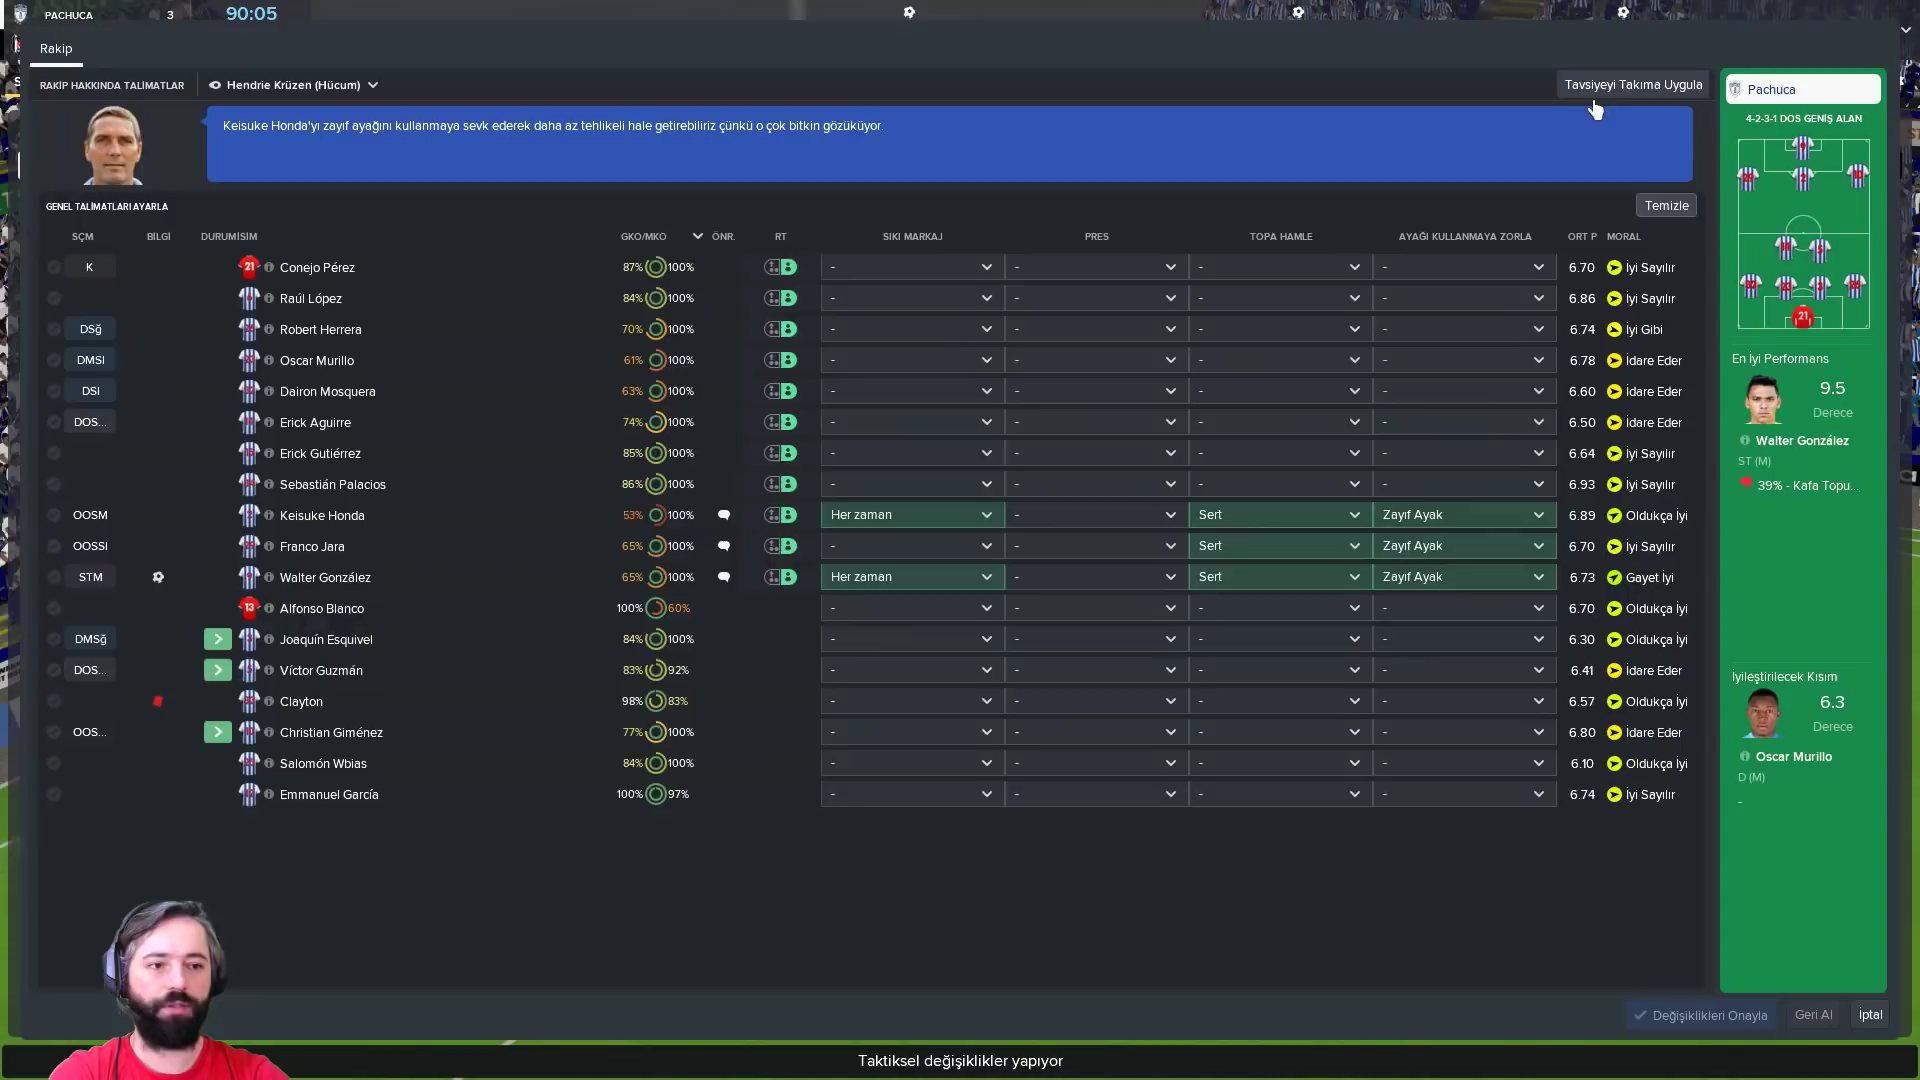 PACHUCA 3 90:05
Rakip
RAKİP HAKKINDA TALİMATLAR Hendrie Krüzen (Hücum) Tavsiyeyi Takıma Uygula
Keisuke Honda'yı zayıf ayağını kullanmaya sevk ederek daha az tehlikeli hale getirebiliriz çünkü o çok bitkin gözüküyor.
GENEL TALİMATLARI AYARLA Temizle
SÇM BİLGİ DURUM İSİM GKO/MKO ÖNR. RT SIKI MARKAJ PRES TOPA HAMLE AYAĞI KULLANMAYA ZORLA ORT P MORAL
K 21 Conejo Pérez 87% 100% - - - - 6.70 İyi Sayılır
Raúl López 84% 100% - - - - 6.86 İyi Sayılır
DSğ Robert Herrera 70% 100% - - - - 6.74 İyi Gibi
DMSl Oscar Murillo 61% 100% - - - - 6.78 İdare Eder
DSl Dairon Mosquera 63% 100% - - - - 6.60 İdare Eder
DOS... Erick Aguirre 74% 100% - - - - 6.50 İdare Eder
Erick Gutiérrez 85% 100% - - - - 6.64 İyi Sayılır
Sebastián Palacios 86% 100% - - - - 6.93 İyi Sayılır
OOSM Keisuke Honda 53% 100% Her zaman - Sert Zayıf Ayak 6.89 Oldukça İyi
OOSSl Franco Jara 65% 100% - - Sert Zayıf Ayak 6.70 İyi Sayılır
STM Walter González 65% 100% Her zaman - Sert Zayıf Ayak 6.73 Gayet İyi
13 Alfonso Blanco 100% 60% - - - - 6.70 Oldukça İyi
DMSğ Joaquín Esquivel 84% 100% - - - - 6.30 Oldukça İyi
DOS... Víctor Guzmán 83% 92% - - - - 6.41 İdare Eder
Clayton 98% 83% - - - - 6.57 Oldukça İyi
OOS... Christian Giménez 77% 100% - - - - 6.80 İdare Eder
Salomón Wbias 84% 100% - - - - 6.10 Oldukça İyi
Emmanuel García 100% 97% - - - - 6.74 İyi Sayılır
Pachuca
4-2-3-1 DOS GENİŞ ALAN
21
En İyi Performans
9.5
Derece
Walter González
ST (M)
39% - Kafa Topu...
İyileştirilecek Kısım
6.3
Derece
Oscar Murillo
D (M)
-
Değişiklikleri Onayla Geri Al İptal
Taktiksel değişiklikler yapıyor